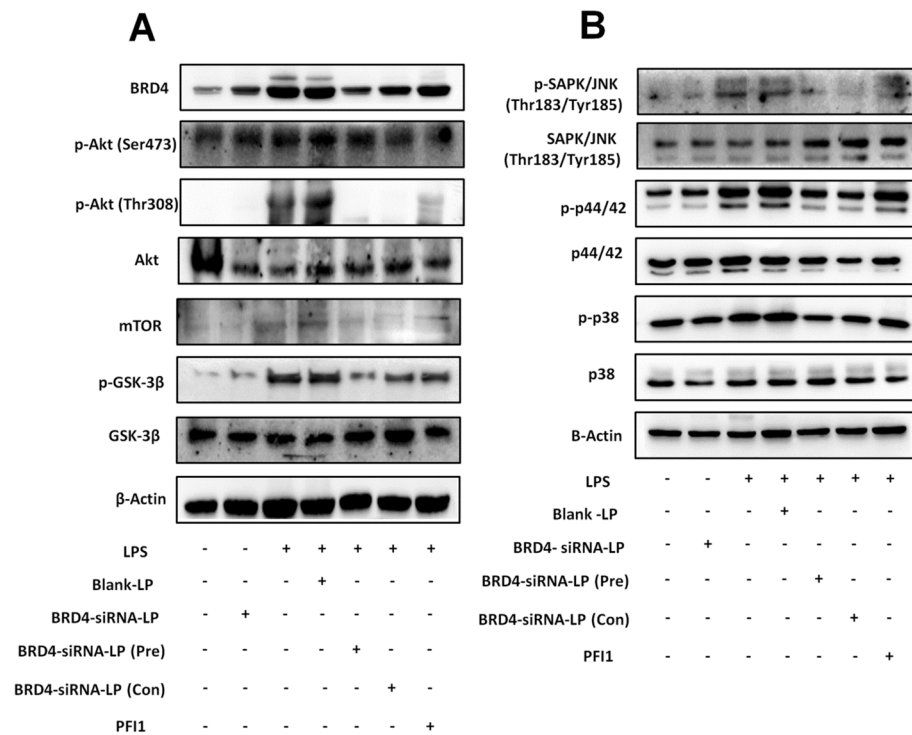 A
BRD4
p-Akt (Ser473)
p-Akt (Thr308)
Akt
mTOR
p-GSK-3β
GSK-3β
β-Actin
LPS - - + + + + +
Blank-LP - - - + - - -
BRD4-siRNA-LP - + - - - - -
BRD4-siRNA-LP (Pre) - - - - + - -
BRD4-siRNA-LP (Con) - - - - - + -
PFI1 - - - - - - +
B
p-SAPK/JNK
(Thr183/Tyr185)
SAPK/JNK
(Thr183/Tyr185)
p-p44/42
p44/42
p-p38
p38
B-Actin
LPS - - + + + + +
Blank -LP - - - + - - -
BRD4- siRNA-LP - + - - - - -
BRD4-siRNA-LP (Pre) - - - - + - -
BRD4-siRNA-LP (Con) - - - - - + -
PFI1 - - - - - - +